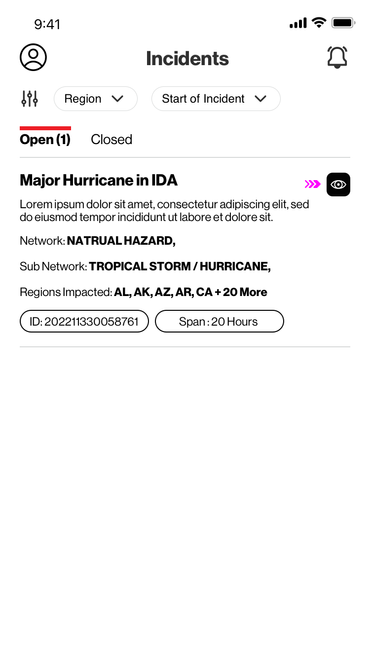 9:41
Incidents
Region
Start of Incident
Open (1)
Closed
Major Hurricane in IDA
Lorem ipsum dolor sit amet, consectetur adipiscing elit, sed
do eiusmod tempor incididunt ut labore et dolore sit.
Network: NATRUAL HAZARD,
Sub Network: TROPICAL STORM / HURRICANE,
Regions Impacted: AL, AK, AZ, AR, CA + 20 More
ID: 202211330058761
Span : 20 Hours